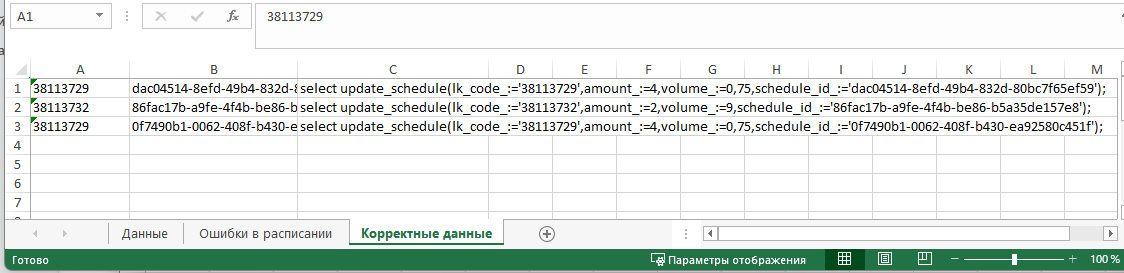 A1 fx 38113729
A B C D E F G H I J K L M
1 38113729 dac04514-8efd-49b4-832d-8 select update_schedule(lk_code_:='38113729',amount_:=4,volume_:=0,75,schedule_id_:='dac04514-8efd-49b4-832d-80bc7f65ef59');
2 38113732 86fac17b-a9fe-4f4b-be86-b select update_schedule(lk_code_:='38113732',amount_:=2,volume_:=9,schedule_id_:='86fac17b-a9fe-4f4b-be86-b5a35de157e8');
3 38113729 0f7490b1-0062-408f-b430-e select update_schedule(lk_code_:='38113729',amount_:=4,volume_:=0,75,schedule_id_:='0f7490b1-0062-408f-b430-ea92580c451f');
4
5
6
7
Данные Ошибки в расписании Корректные данные
Готово Параметры отображения 100 %